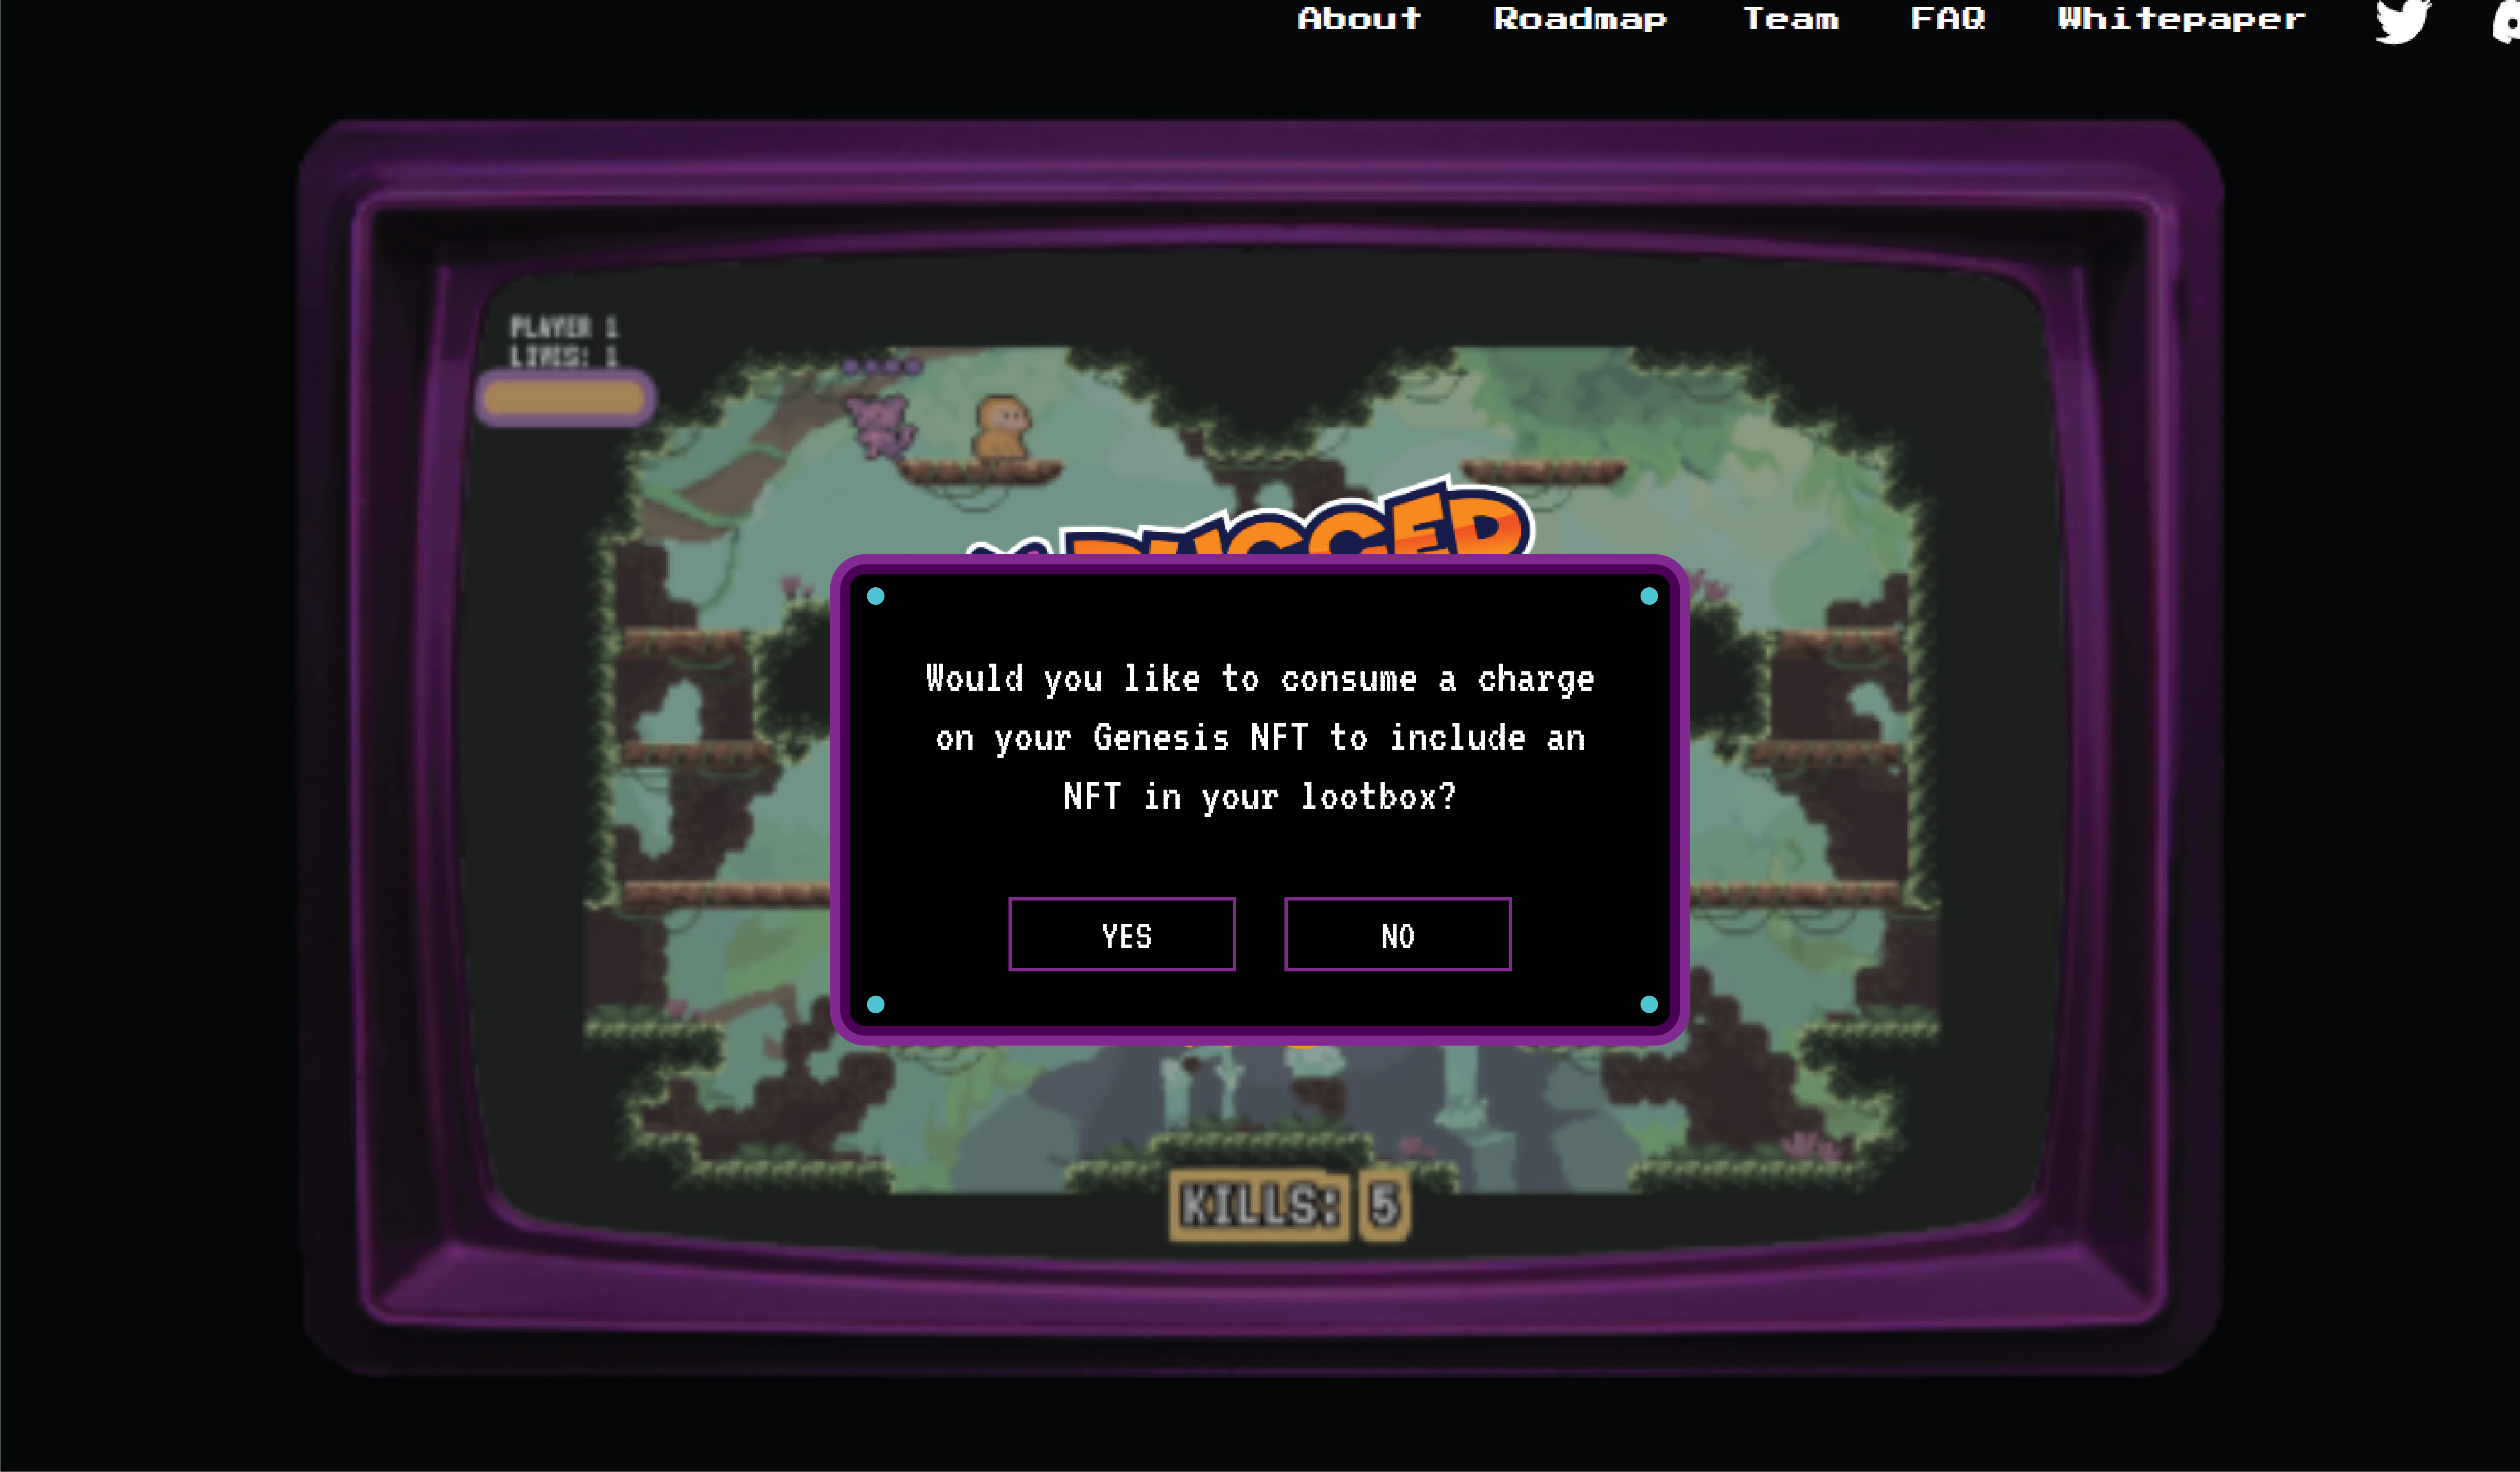 About Roadmap Team FAQ Whitepaper
PLAYER 1
LIVES: 1
RUGGED
Would you like to consume a charge
on your Genesis NFT to include an
NFT in your lootbox?
YES NO
KILLS: 5